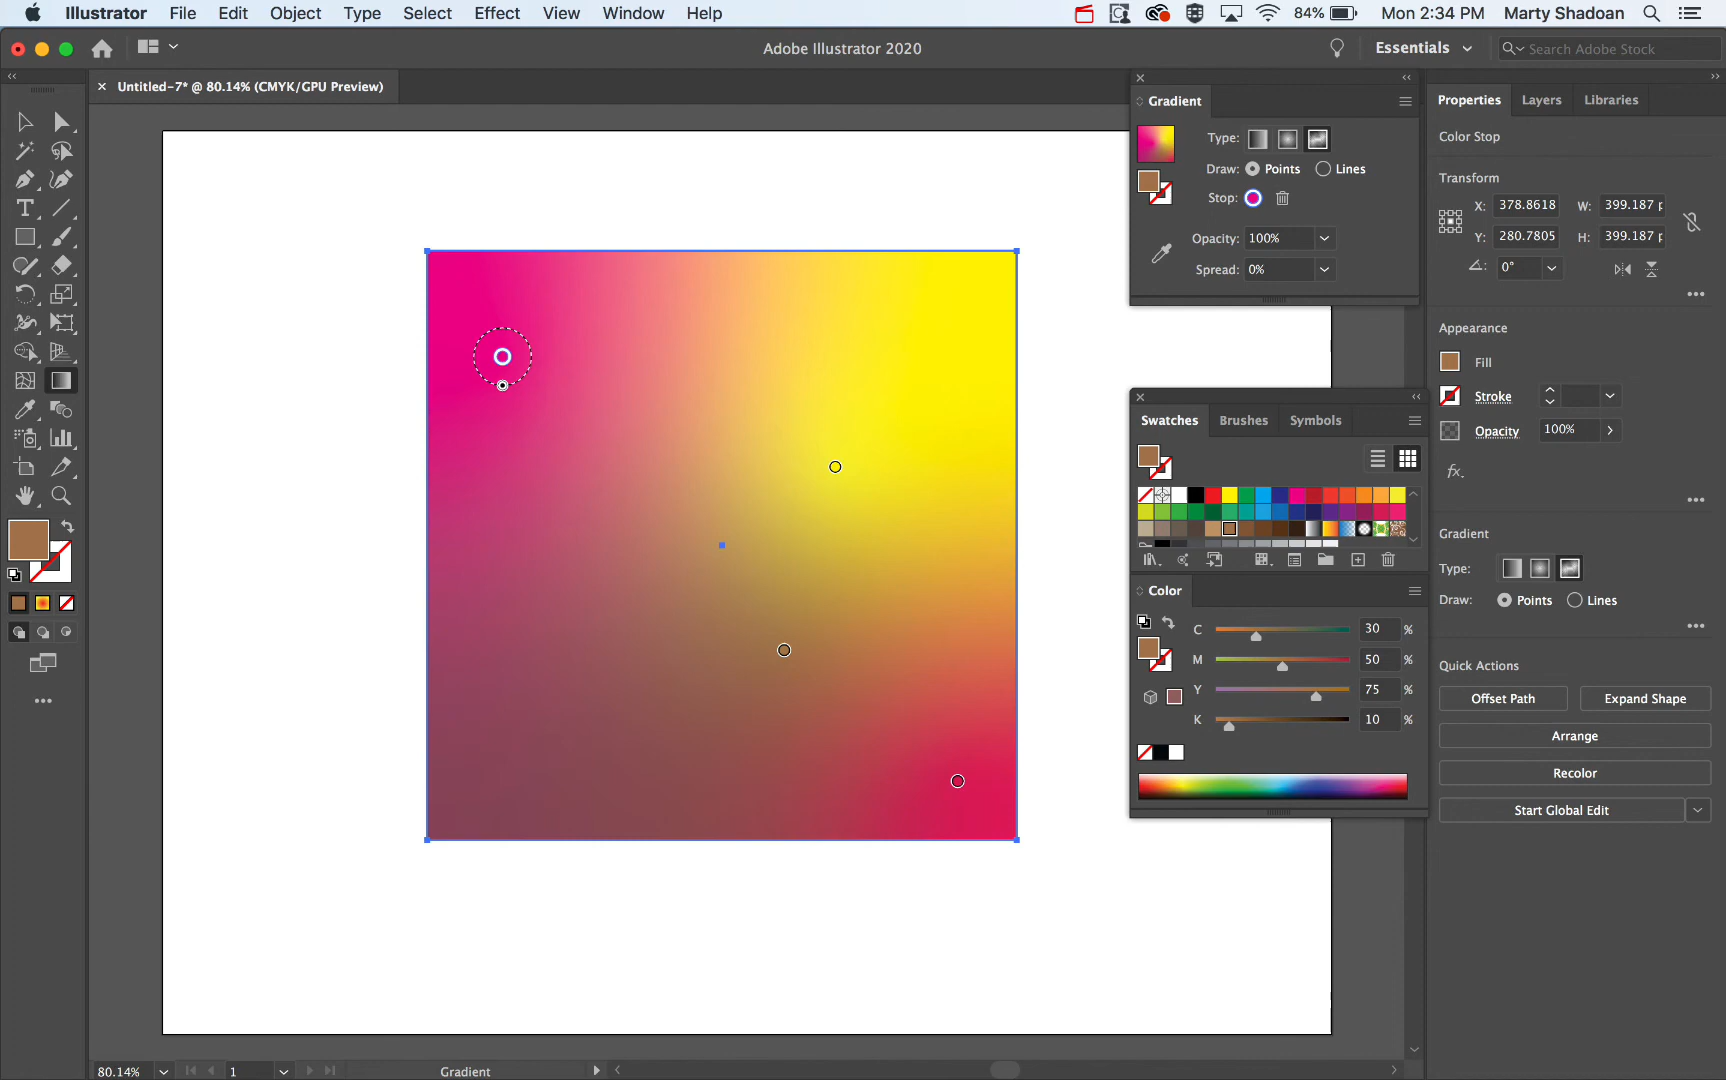 Illustrator File Edit Object Type Select Effect View Window Help 84% Mon 2:34 PM Marty Shadoan
Adobe Illustrator 2020 Essentials Search Adobe Stock
Untitled-7* @ 80.14% (CMYK/GPU Preview)
Gradient
Type:
Draw: Points Lines
Stop:
Opacity: 100%
Spread: 0%
Swatches Brushes Symbols
Color
C 30 %
M 50 %
Y 75 %
K 10 %
Properties Layers Libraries
Color Stop
Transform
X: 378.8618 W: 399.187 p
Y: 280.7805 H: 399.187 p
0°
Appearance
Fill
Stroke
Opacity 100%
fx.
Gradient
Type:
Draw: Points Lines
Quick Actions
Offset Path Expand Shape
Arrange
Recolor
Start Global Edit
80.14% 1 Gradient